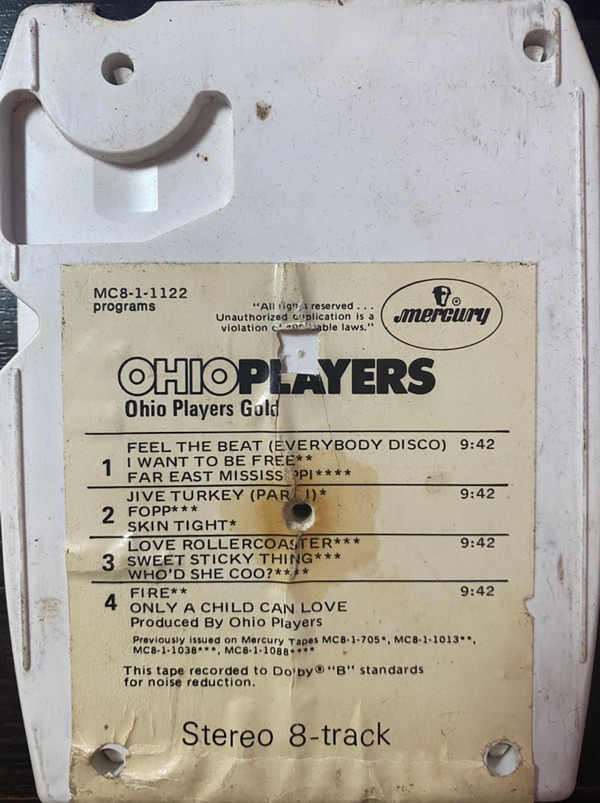 MC8-1-1122
programs
"All rights reserved . . .
Unauthorized duplication is a
violation of applicable laws."
mercury
OHIO PLAYERS
Ohio Players Gold
1
FEEL THE BEAT (EVERYBODY DISCO) 9:42
I WANT TO BE FREE**
FAR EAST MISSISSIPPI****
2
JIVE TURKEY (PART I)* 9:42
FOPP***
SKIN TIGHT*
3
LOVE ROLLERCOASTER*** 9:42
SWEET STICKY THING***
WHO'D SHE COO?****
4
FIRE** 9:42
ONLY A CHILD CAN LOVE
Produced By Ohio Players
Previously issued on Mercury Tapes MC8-1-705*, MC8-1-1013**,
MC8-1-1038***, MC8-1-1088****
This tape recorded to Dolby® "B" standards
for noise reduction.
Stereo 8-track